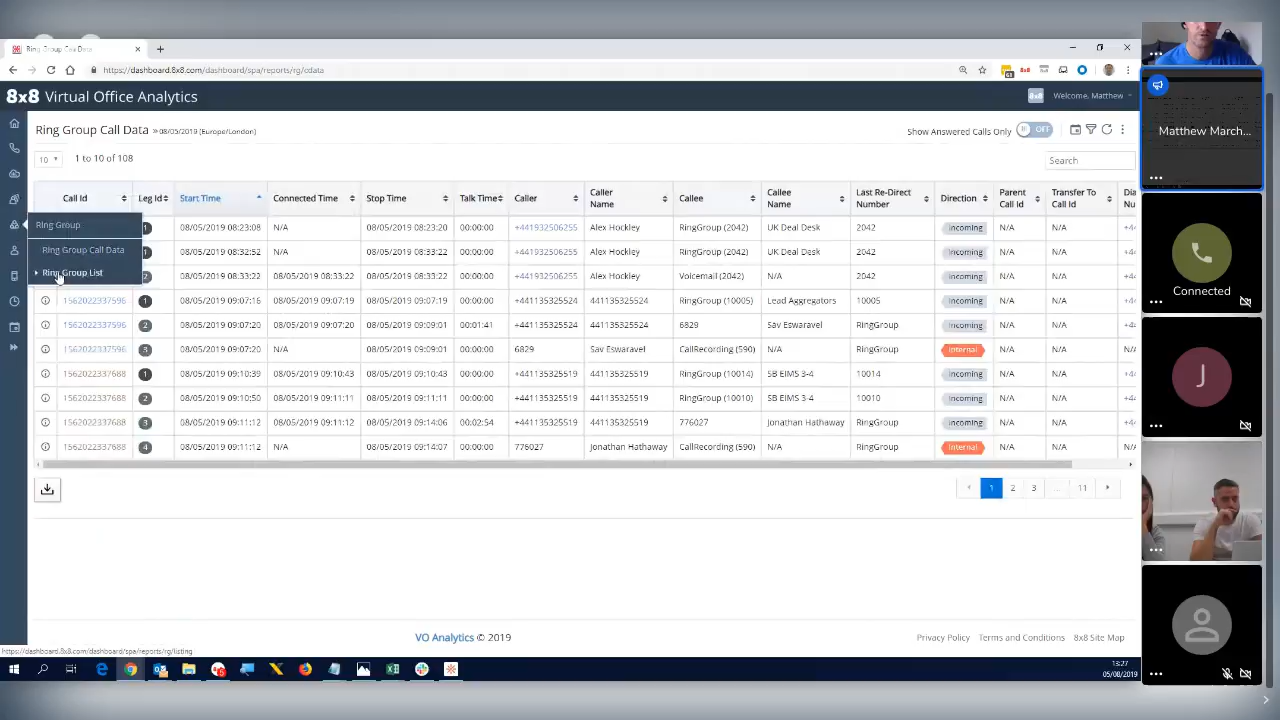 Ring Group Call Data
https://dashboard.8x8.com/dashboard/spa/reports/rg/cdata
8x8 Virtual Office Analytics
8x8 Welcome, Matthew
Ring Group Call Data » 08/05/2019 (Europe/London)
Show Answered Calls Only OFF
10 1 to 10 of 108
Search
Call Id Leg Id Start Time Connected Time Stop Time Talk Time Caller Caller Name Callee Callee Name Last Re-Direct Number Direction Parent Call Id Transfer To Call Id
1 08/05/2019 08:23:08 N/A 08/05/2019 08:23:20 00:00:00 +441932506255 Alex Hockley RingGroup (2042) UK Deal Desk 2042 Incoming N/A N/A
1 08/05/2019 08:32:52 N/A 08/05/2019 08:33:22 00:00:00 +441932506255 Alex Hockley RingGroup (2042) UK Deal Desk 2042 Incoming N/A N/A
2 08/05/2019 08:33:22 08/05/2019 08:33:22 08/05/2019 08:33:22 00:00:00 +441932506255 Alex Hockley Voicemail (2042) N/A 2042 Incoming N/A N/A
1562022337596 1 08/05/2019 09:07:16 08/05/2019 09:07:19 08/05/2019 09:07:19 00:00:00 +441135325524 441135325524 RingGroup (10005) Lead Aggregators 10005 Incoming N/A N/A
1562022337596 2 08/05/2019 09:07:20 08/05/2019 09:07:20 08/05/2019 09:09:01 00:01:41 +441135325524 441135325524 6829 Sav Eswaravel RingGroup Incoming N/A N/A
1562022337596 3 08/05/2019 09:07:20 N/A 08/05/2019 09:09:01 00:00:00 6829 Sav Eswaravel CallRecording (590) N/A RingGroup Internal N/A N/A
1562022337688 1 08/05/2019 09:10:39 08/05/2019 09:10:43 08/05/2019 09:10:43 00:00:00 +441135325519 441135325519 RingGroup (10014) SB EIMS 3-4 10014 Incoming N/A N/A
1562022337688 2 08/05/2019 09:10:50 08/05/2019 09:11:11 08/05/2019 09:11:11 00:00:00 +441135325519 441135325519 RingGroup (10010) SB EIMS 3-4 10010 Incoming N/A N/A
1562022337688 3 08/05/2019 09:11:12 08/05/2019 09:11:12 08/05/2019 09:14:06 00:02:54 +441135325519 441135325519 776027 Jonathan Hathaway RingGroup Incoming N/A N/A
1562022337688 4 08/05/2019 09:11:12 N/A 08/05/2019 09:14:07 00:00:00 776027 Jonathan Hathaway CallRecording (590) N/A RingGroup Internal N/A N/A
Ring Group
Ring Group Call Data
Ring Group List
1 2 3 ... 11
VO Analytics © 2019
Privacy Policy Terms and Conditions 8x8 Site Map
https://dashboard.8x8.com/dashboard/spa/reports/rg/listing
13:27
05/08/2019
Matthew March...
Connected
J